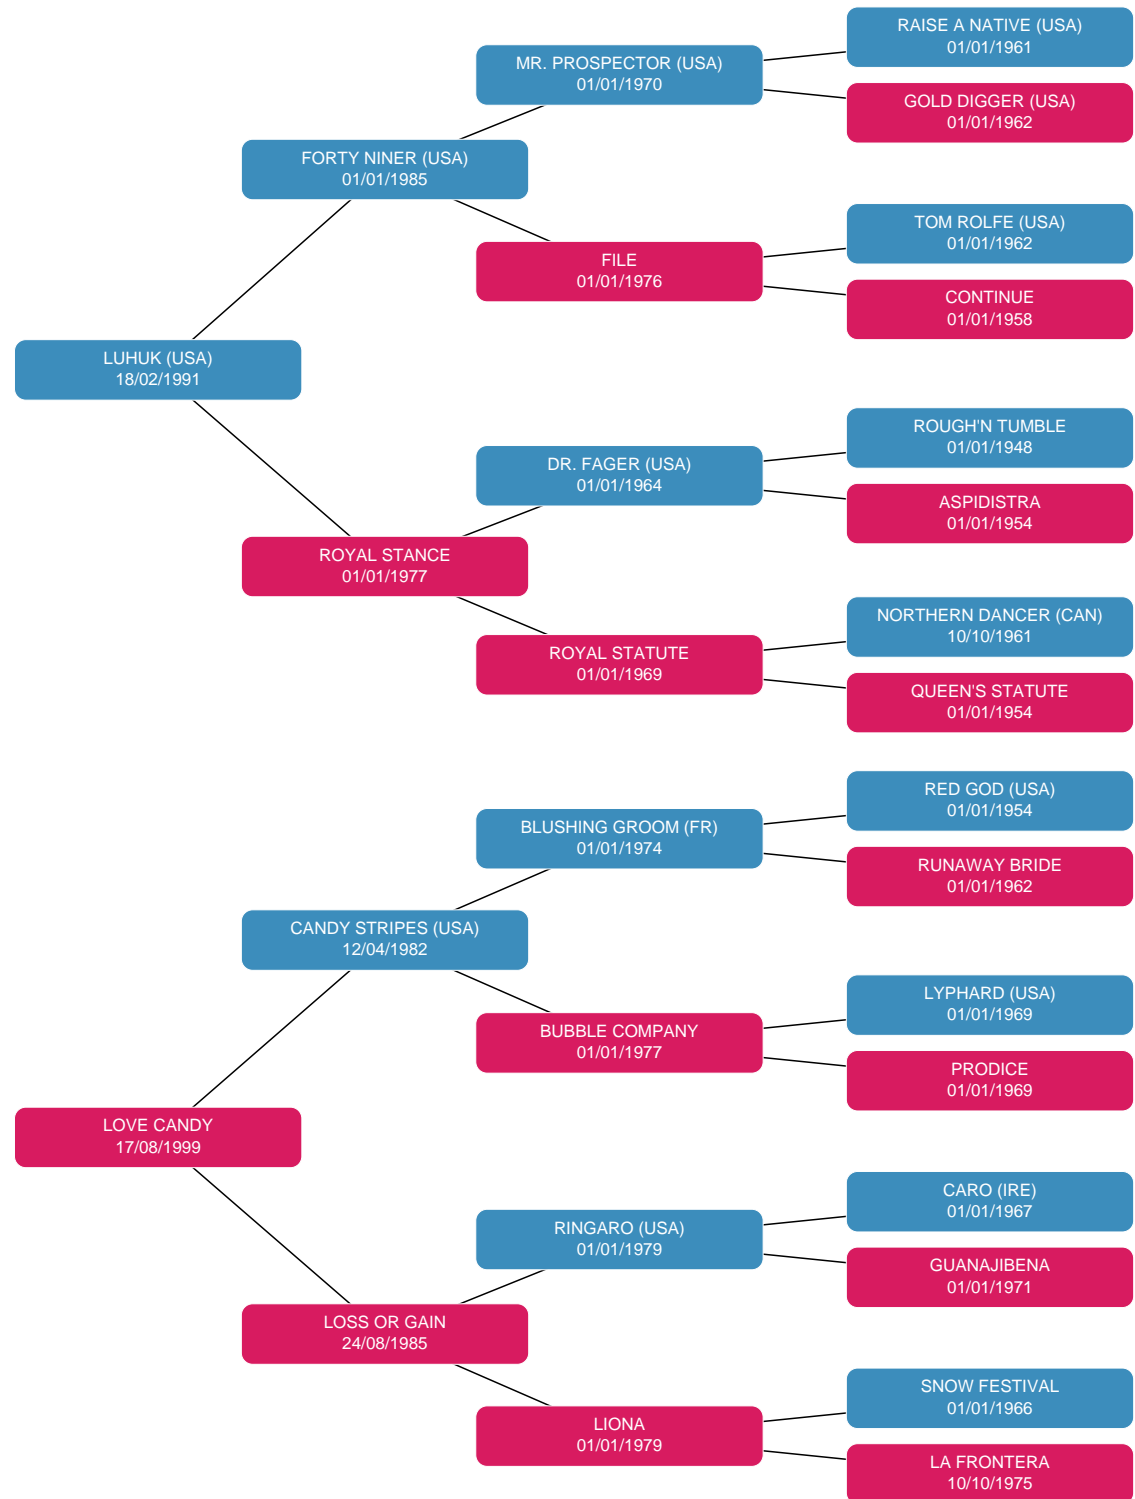 RAISE A NATIVE (USA)
01/01/1961
MR. PROSPECTOR (USA)
01/01/1970
GOLD DIGGER (USA)
01/01/1962
FORTY NINER (USA)
01/01/1985
TOM ROLFE (USA)
01/01/1962
FILE
01/01/1976
CONTINUE
01/01/1958
LUHUK (USA)
18/02/1991
ROUGH'N TUMBLE
01/01/1948
DR. FAGER (USA)
01/01/1964
ASPIDISTRA
01/01/1954
ROYAL STANCE
01/01/1977
NORTHERN DANCER (CAN)
10/10/1961
ROYAL STATUTE
01/01/1969
QUEEN'S STATUTE
01/01/1954
RED GOD (USA)
01/01/1954
BLUSHING GROOM (FR)
01/01/1974
RUNAWAY BRIDE
01/01/1962
CANDY STRIPES (USA)
12/04/1982
LYPHARD (USA)
01/01/1969
BUBBLE COMPANY
01/01/1977
PRODICE
01/01/1969
LOVE CANDY
17/08/1999
CARO (IRE)
01/01/1967
RINGARO (USA)
01/01/1979
GUANAJIBENA
01/01/1971
LOSS OR GAIN
24/08/1985
SNOW FESTIVAL
01/01/1966
LIONA
01/01/1979
LA FRONTERA
10/10/1975